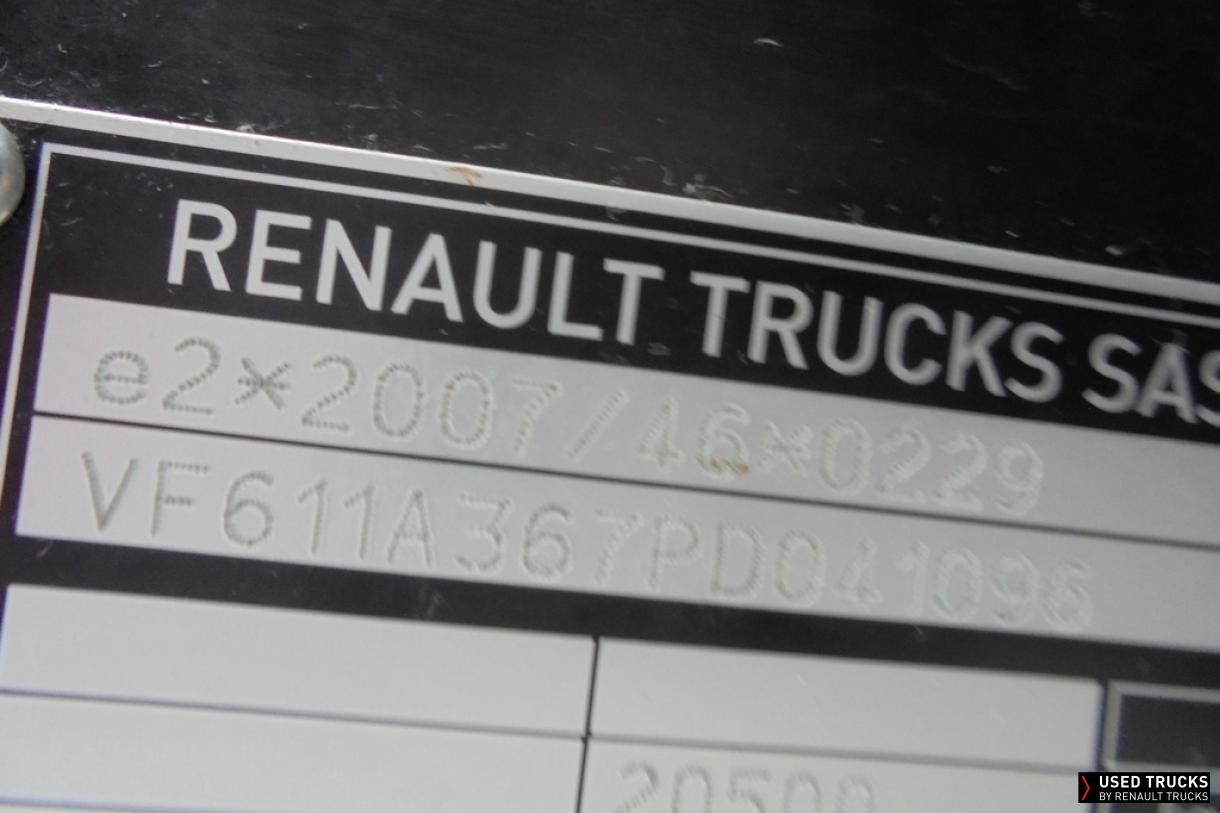 RENAULT TRUCKS SAS
e2*2007/46*0229
VF611A367PD041096
20500
USED TRUCKS
BY RENAULT TRUCKS